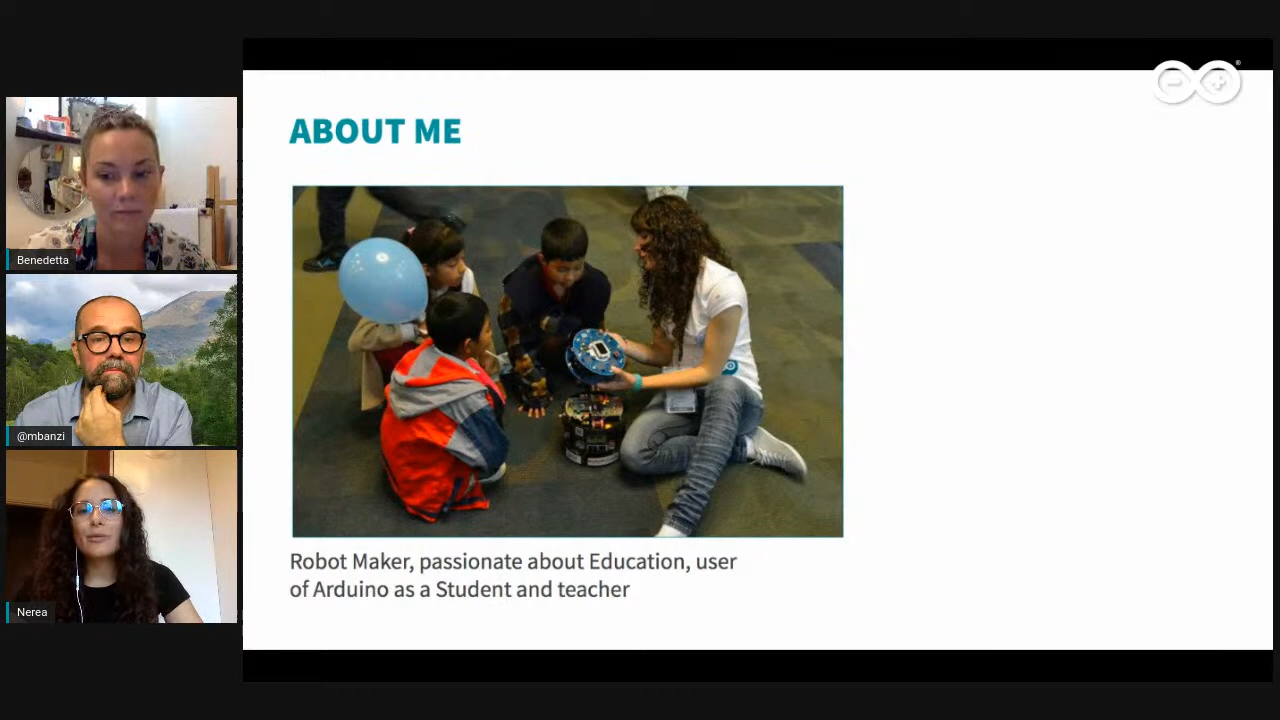 ABOUT ME
Benedetta
@mbanzi
Nerea
Robot Maker, passionate about Education, user
of Arduino as a Student and teacher